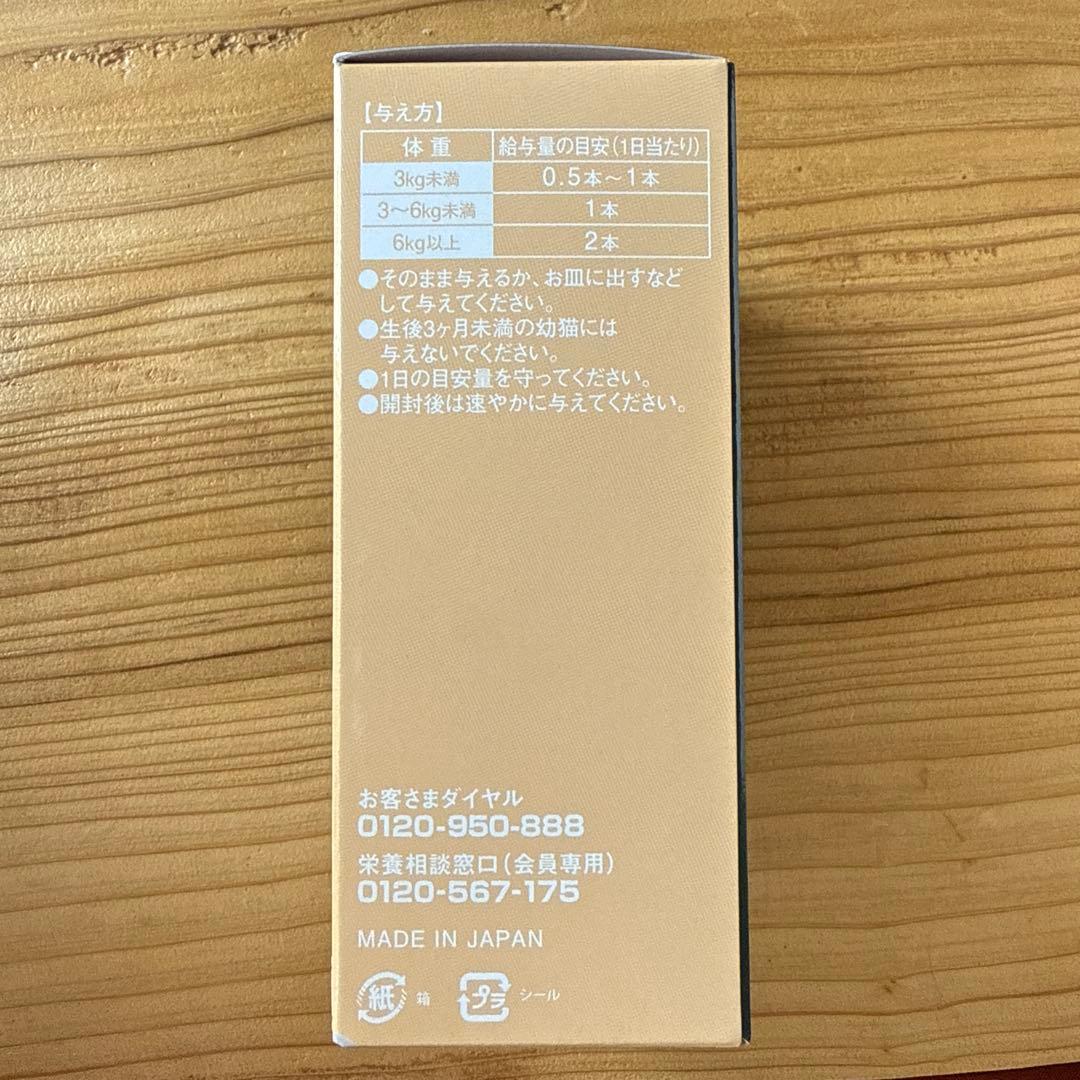 【与え方】
体重 給与量の目安(1日当たり)
3kg未満 0.5本〜1本
3〜6kg未満 1本
6kg以上 2本
●そのまま与えるか、お皿に出すなど
して与えてください。
●生後3ヶ月未満の幼猫には
与えないでください。
●1日の目安量を守ってください。
●開封後は速やかに与えてください。
お客さまダイヤル
0120-950-888
栄養相談窓口(会員専用)
0120-567-175
MADE IN JAPAN
紙 箱 プラ シール